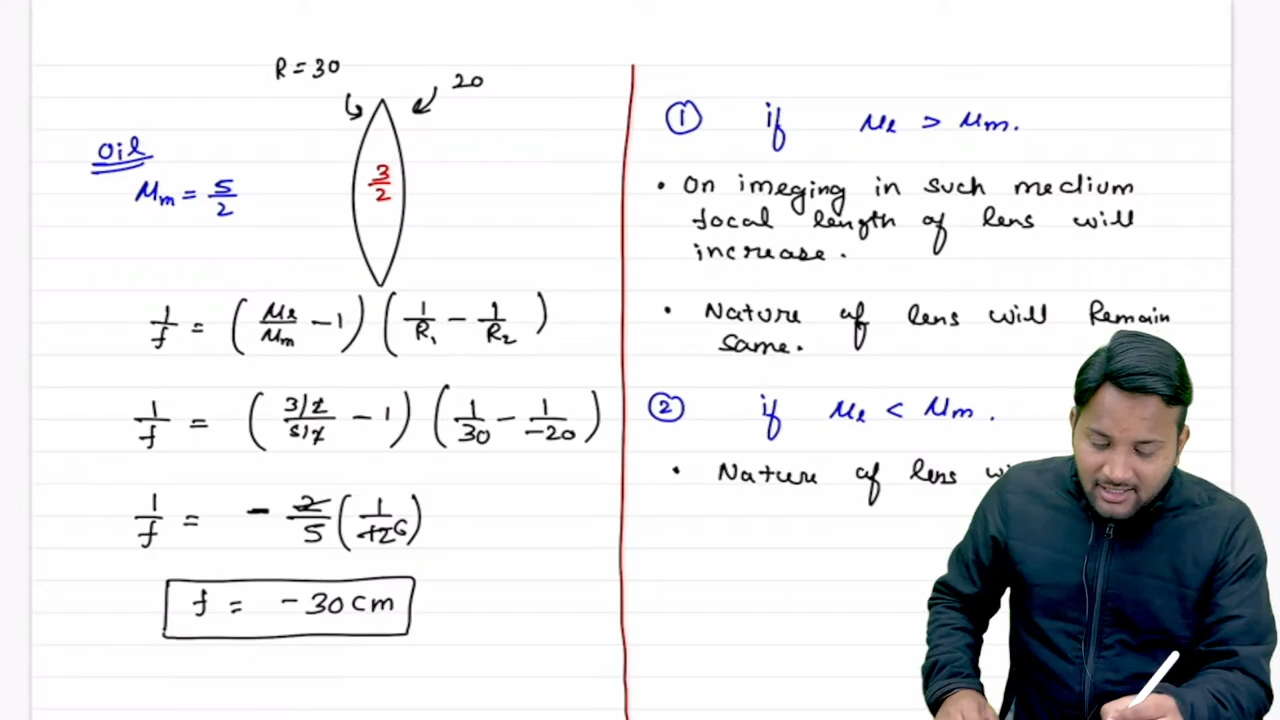 R = 30
20
Oil
μm = 5/2
3/2
1/f = (μl/μm − 1) (1/R₁ − 1/R₂)
1/f = (3/2 / 5/2 − 1) (1/30 − 1/−20)
1/f = − 2/5 (1/12 6)
f = − 30 cm
① if μl > μm.
• On imeging in such medium
focal length of lens will
increase.
• Nature of lens will Remain
same.
② if μl < μm.
• Nature of lens